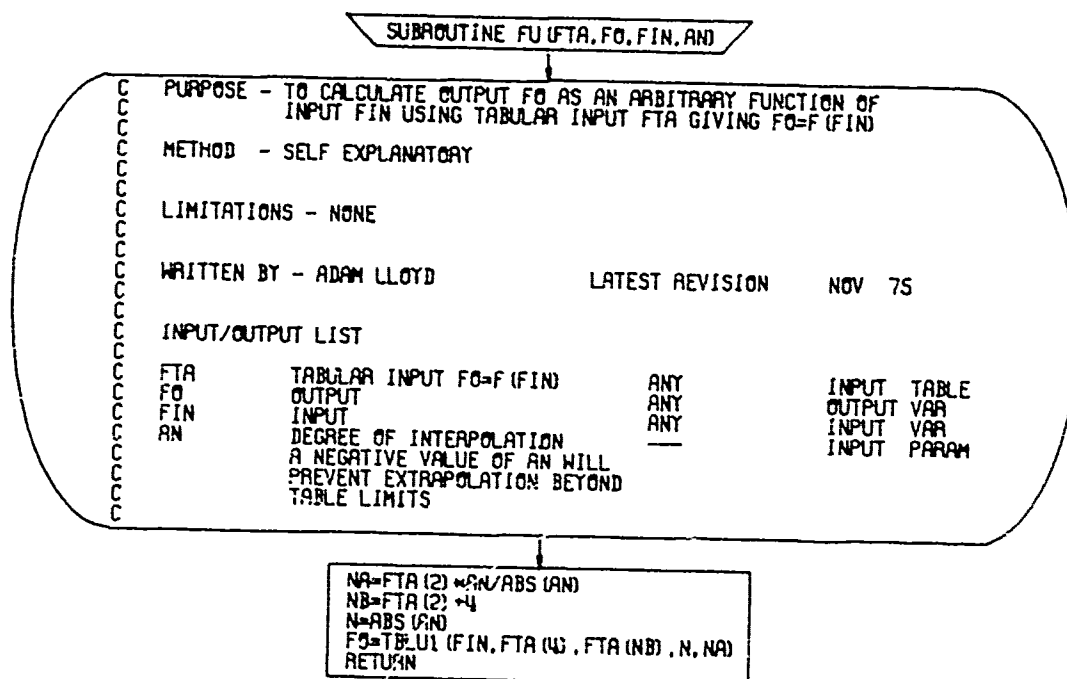 SUBROUTINE FU(FTA,FO,FIN,AN)
C PURPOSE - TO CALCULATE OUTPUT FO AS AN ARBITRARY FUNCTION OF
C INPUT FIN USING TABULAR INPUT FTA GIVING FO=F(FIN)
C
C METHOD - SELF EXPLANATORY
C
C
C LIMITATIONS - NONE
C
C
C WRITTEN BY - ADAM LLOYD LATEST REVISION NOV 75
C
C
C INPUT/OUTPUT LIST
C
C FTA TABULAR INPUT FO=F(FIN) ANY INPUT TABLE
C FO OUTPUT ANY OUTPUT VAR
C FIN INPUT ANY INPUT VAR
C AN DEGREE OF INTERPOLATION --- INPUT PARAM
C A NEGATIVE VALUE OF AN WILL
C PREVENT EXTRAPOLATION BEYOND
C TABLE LIMITS
C
NA=FTA(2)*AN/ABS(AN)
NB=FTA(2)+4
N=ABS(AN)
FO=TBLU1(FIN,FTA(4),FTA(NB),N,NA)
RETURN